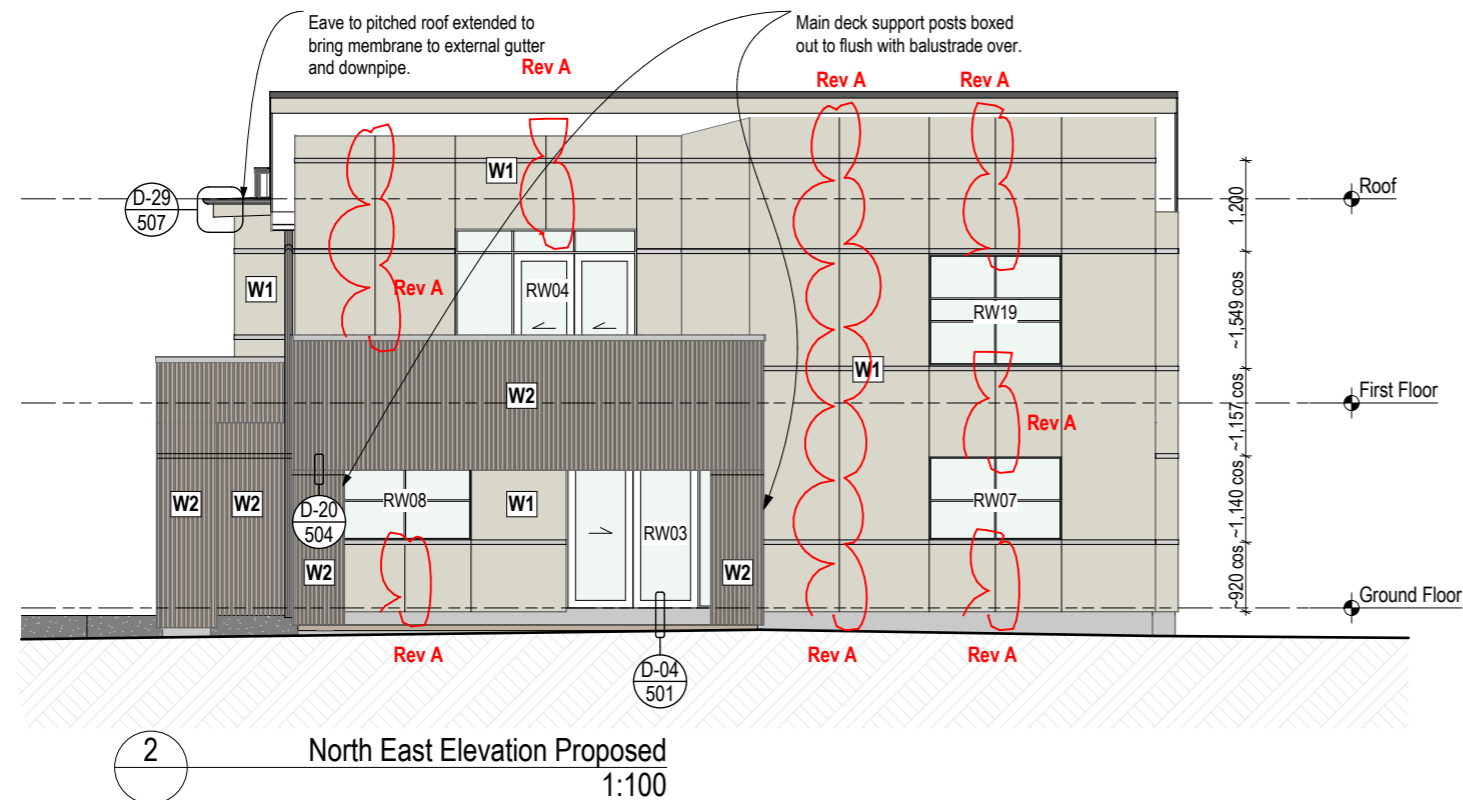 Eave to pitched roof extended to
bring membrane to external gutter
and downpipe.
Main deck support posts boxed
out to flush with balustrade over.
Rev A
Rev A
Rev A
W1
D-29
507
Roof
1,200
W1
Rev A
RW04
RW19
~1,549 cos
W1
W2
First Floor
~1,157 cos
Rev A
W2
W2
D-20
504
RW08
W1
RW03
RW07
~1,140 cos
W2
W2
~920 cos
Ground Floor
Rev A
D-04
501
Rev A
Rev A
2
North East Elevation Proposed
1:100